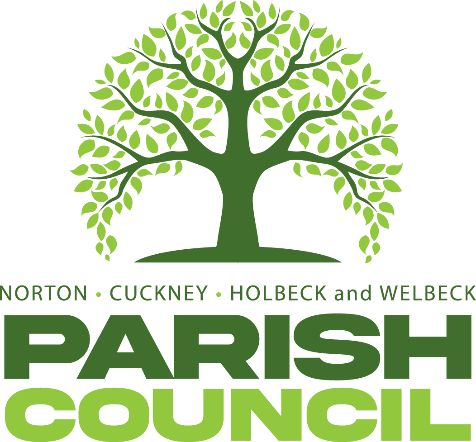 NORTON • CUCKNEY • HOLBECK and WELBECK
PARISH
COUNCIL